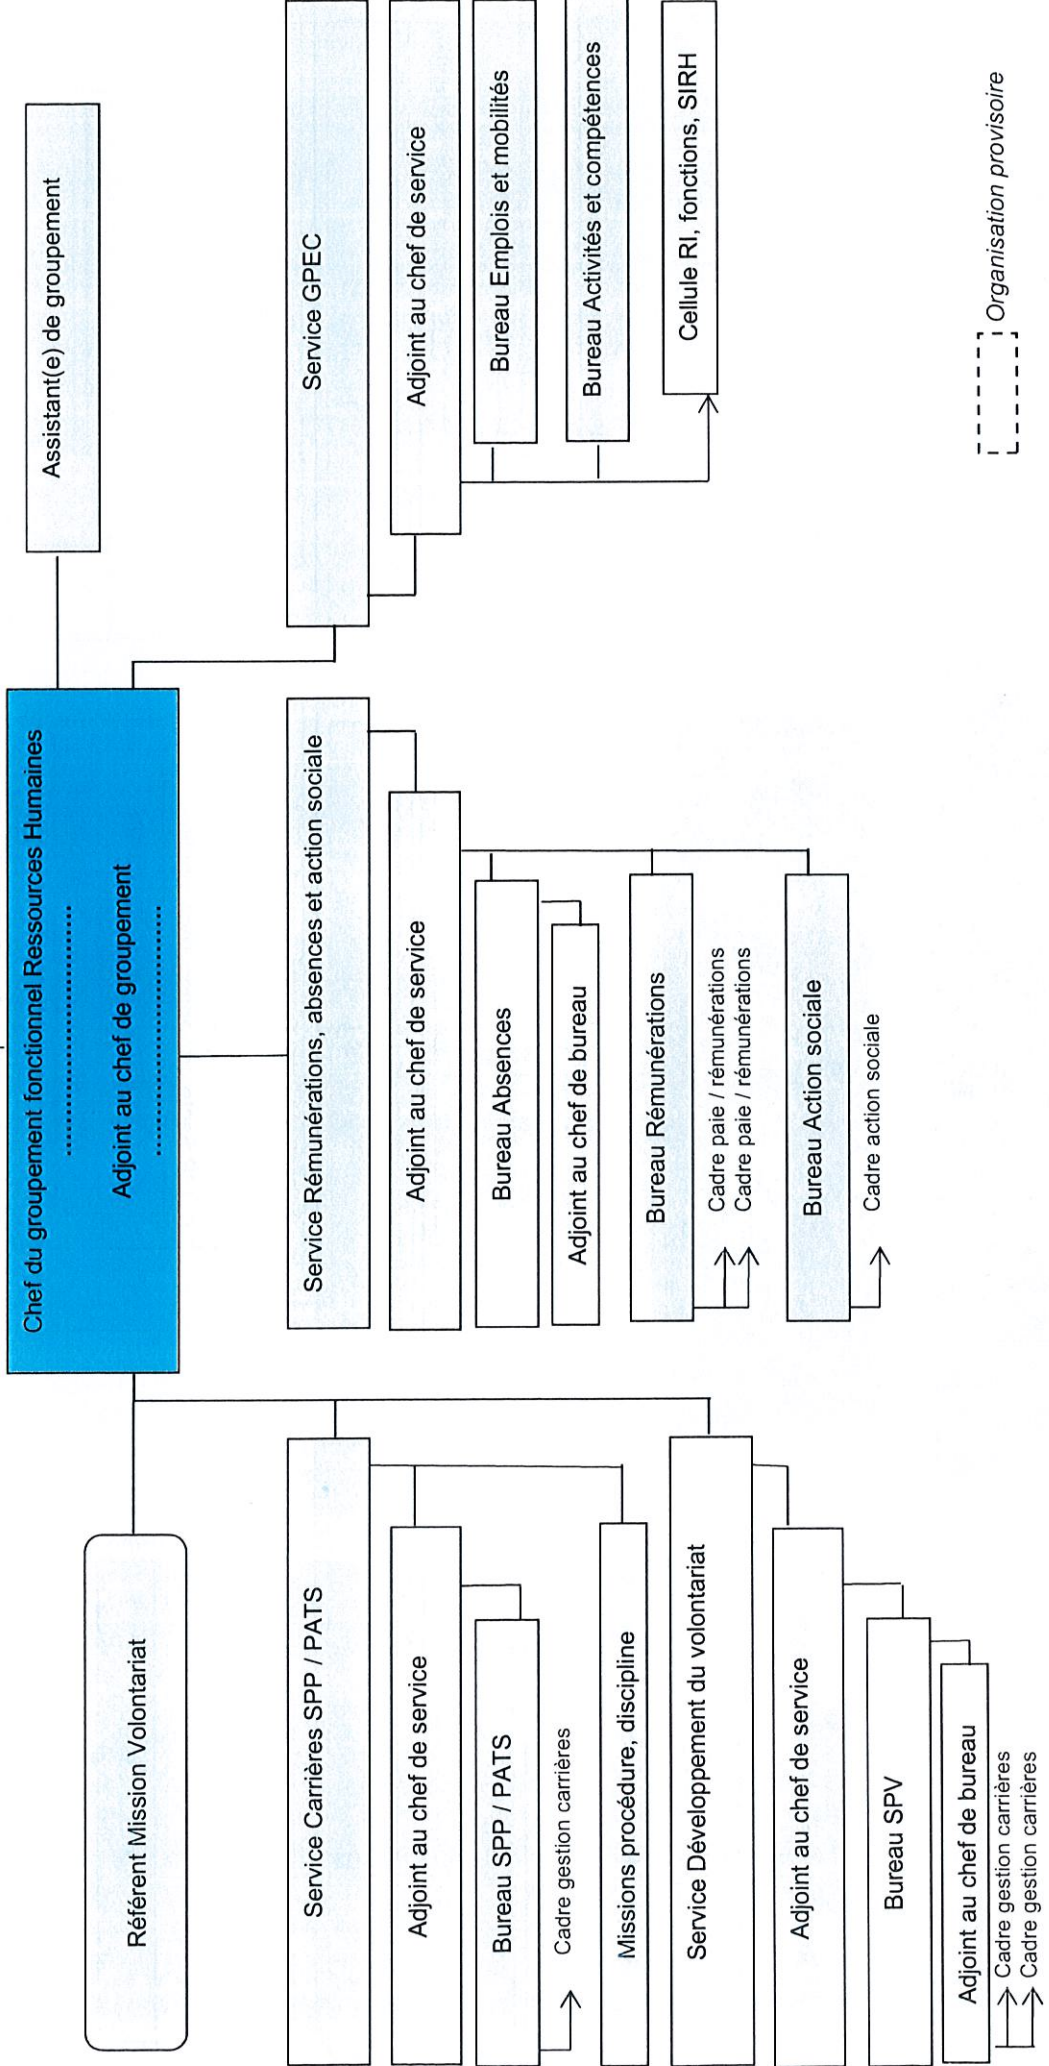 Chef du groupement fonctionnel Ressources Humaines
................................
Adjoint au chef de groupement
................................
Assistant(e) de groupement
Référent Mission Volontariat
Service Carrières SPP / PATS
Adjoint au chef de service
Bureau SPP / PATS
Cadre gestion carrières
Missions procédure, discipline
Service Développement du volontariat
Adjoint au chef de service
Bureau SPV
Adjoint au chef de bureau
Cadre gestion carrières
Cadre gestion carrières
Service Rémunérations, absences et action sociale
Adjoint au chef de service
Bureau Absences
Adjoint au chef de bureau
Bureau Rémunérations
Cadre paie / rémunérations
Cadre paie / rémunérations
Bureau Action sociale
Cadre action sociale
Service GPEC
Adjoint au chef de service
Bureau Emplois et mobilités
Bureau Activités et compétences
Cellule RI, fonctions, SIRH
Organisation provisoire